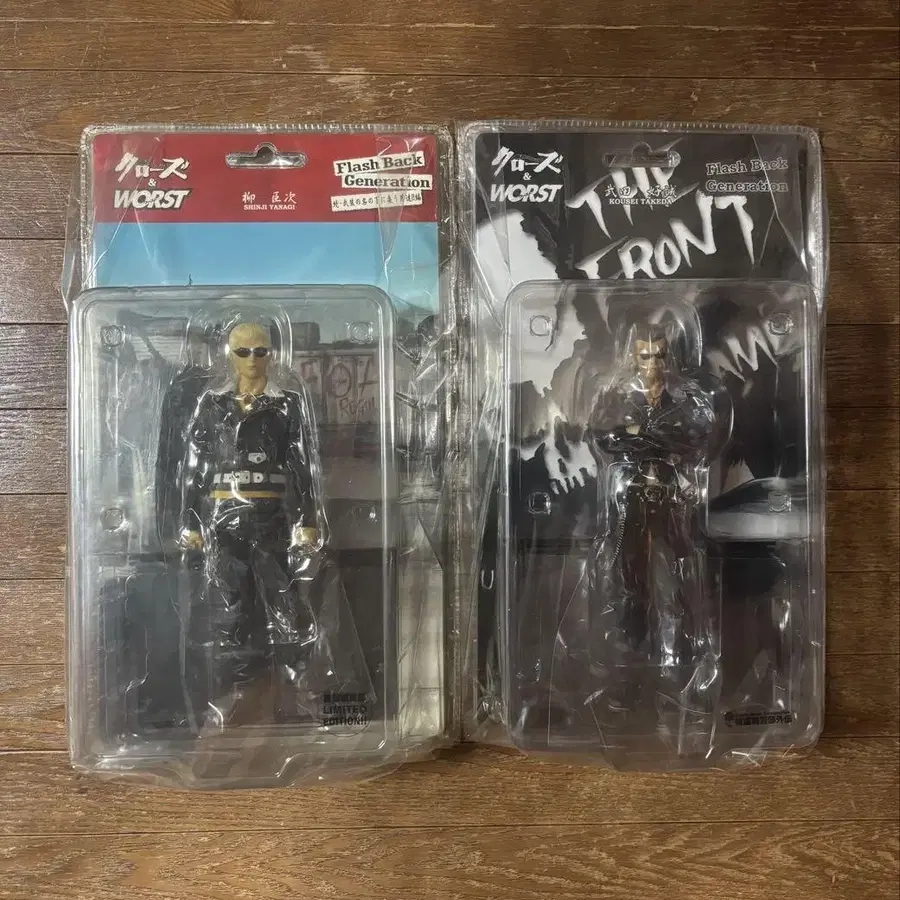 クローズ
&
WORST
柳 臣次
SHINJI YANAGI
Flash Back
Generation
LIMITED
EDITION!!
クローズ
&
WORST
武田 好誠
KOUSEI TAKEDA
Flash Back
Generation
THE
FRONT